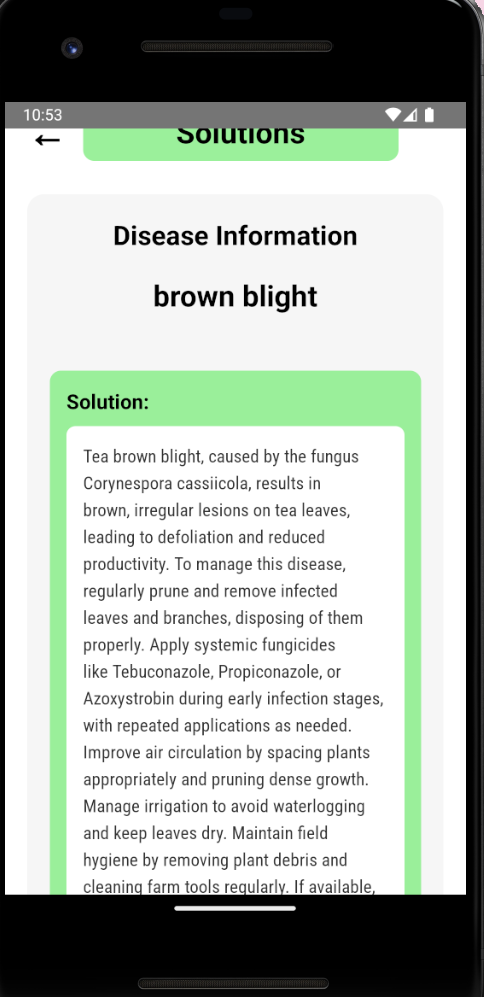 10:53
Solutions
Disease Information
brown blight
Solution:
Tea brown blight, caused by the fungus
Corynespora cassiicola, results in
brown, irregular lesions on tea leaves,
leading to defoliation and reduced
productivity. To manage this disease,
regularly prune and remove infected
leaves and branches, disposing of them
properly. Apply systemic fungicides
like Tebuconazole, Propiconazole, or
Azoxystrobin during early infection stages,
with repeated applications as needed.
Improve air circulation by spacing plants
appropriately and pruning dense growth.
Manage irrigation to avoid waterlogging
and keep leaves dry. Maintain field
hygiene by removing plant debris and
cleaning farm tools regularly. If available,